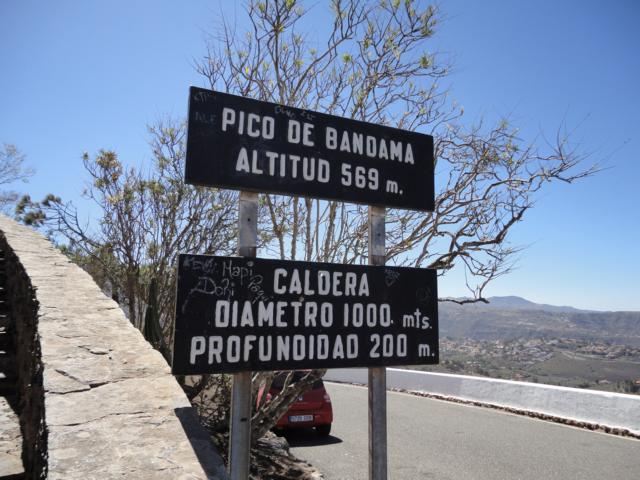 PICO DE BANDAMA
ALTITUD 569 m.
CALDERA
DIAMETRO 1000. mts.
PROFUNDIDAD 200 m.